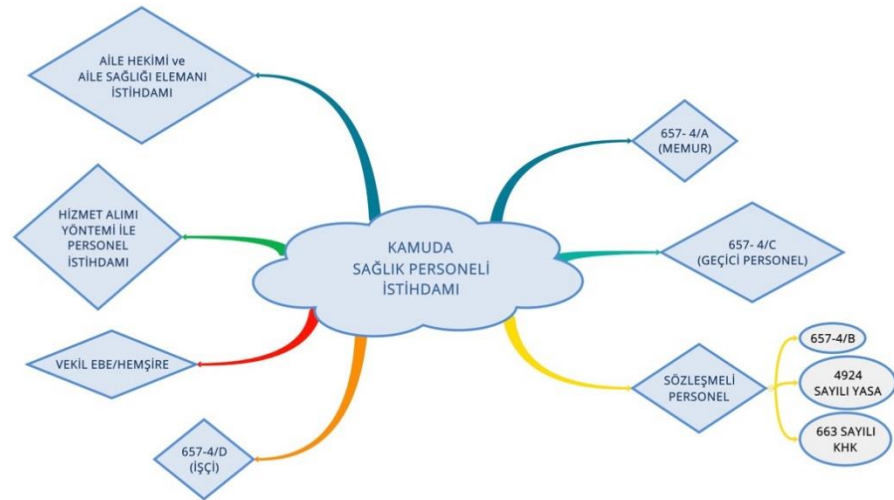 AİLE HEKİMİ ve
AİLE SAĞLIĞI ELEMANI
İSTİHDAMI
657- 4/A
(MEMUR)
HİZMET ALIMI
YÖNTEMİ İLE
PERSONEL
İSTİHDAMI
KAMUDA
SAĞLIK PERSONELİ
İSTİHDAMI
657- 4/C
(GEÇİCİ PERSONEL)
VEKİL EBE/HEMŞİRE
SÖZLEŞMELİ
PERSONEL
657-4/B
4924
SAYILI YASA
663 SAYILI
KHK
657-4/D
(İŞÇİ)